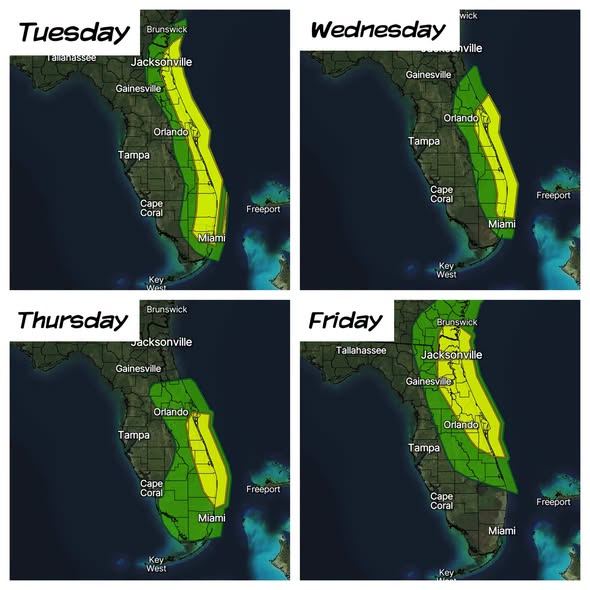 Tuesday
Brunswick
Tallahassee
Jacksonville
Gainesville
Orlando
Tampa
Cape
Coral
Freeport
Miami
Key
West
Wednesday
wick
Jacksonville
Gainesville
Orlando
Tampa
Cape
Coral
Freeport
Miami
Key
West
Thursday
Brunswick
Jacksonville
Gainesville
Orlando
Tampa
Cape
Coral
Freeport
Miami
Key
West
Friday
Brunswick
Tallahassee
Jacksonville
Gainesville
Orlando
Tampa
Cape
Coral
Freeport
Miami
Key
West